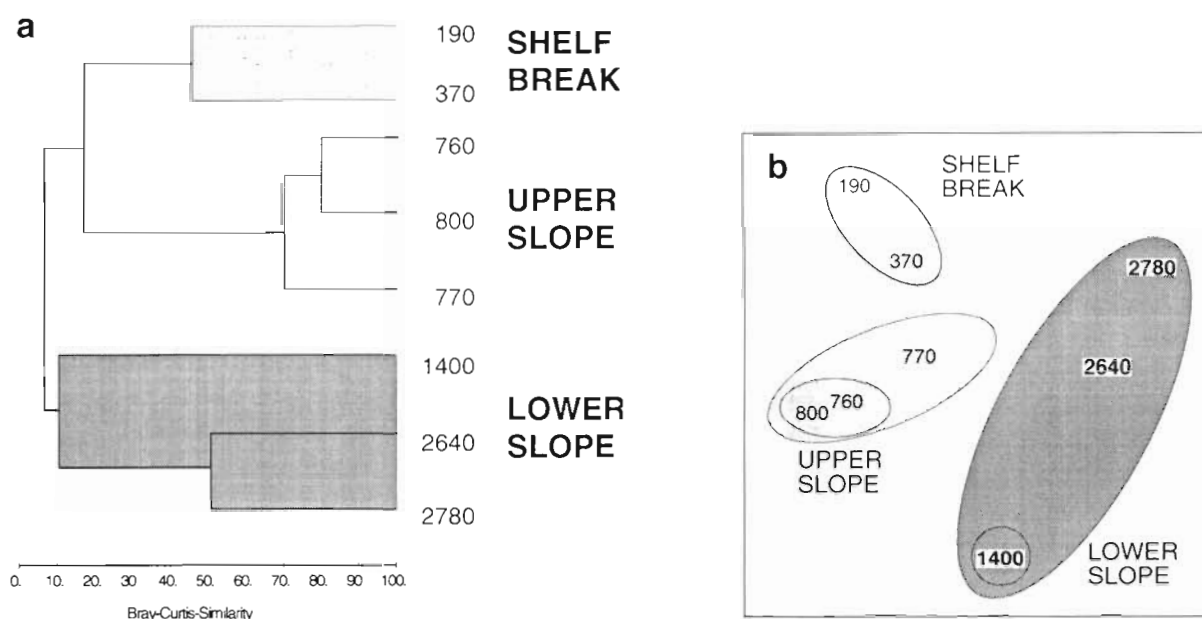 a
190
SHELF
BREAK
370
760
800
UPPER
SLOPE
770
1400
2640
LOWER
SLOPE
2780
0. 10. 20. 30. 40. 50. 60. 70. 80. 90. 100.
Bray-Curtis-Similarity
b
SHELF
BREAK
190
370
2780
770
2640
800
760
UPPER
SLOPE
1400
LOWER
SLOPE